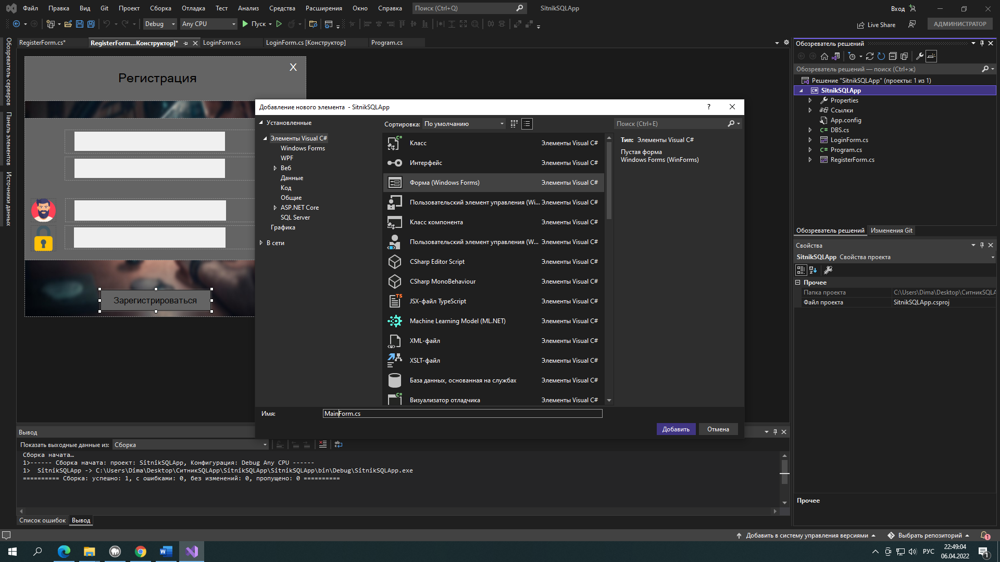 Файл Правка Вид Git Проект Сборка Отладка Тест Анализ Средства Расширения Окно Справка Поиск (Ctrl+Q) SitnikSQLApp Вход
Debug Any CPU Пуск Live Share АДМИНИСТРАТОР
RegisterForm.cs* RegisterForm...Конструктор]* LoginForm.cs LoginForm.cs [Конструктор] Program.cs
Обозреватель серверов
Панель элементов
Источники данных
Регистрация
X
Зарегистрироваться
Добавление нового элемента - SitnikSQLApp ?
Установленные
Элементы Visual C#
Windows Forms
WPF
Веб
Данные
Код
Общие
ASP.NET Core
SQL Server
Графика
В сети
Сортировка: По умолчанию
Поиск (Ctrl+E)
Класс Элементы Visual C#
Интерфейс Элементы Visual C#
Форма (Windows Forms) Элементы Visual C#
Пользовательский элемент управления (Wi... Элементы Visual C#
Класс компонента Элементы Visual C#
Пользовательский элемент управления (W... Элементы Visual C#
CSharp Editor Script Элементы Visual C#
CSharp MonoBehaviour Элементы Visual C#
JSX-файл TypeScript Элементы Visual C#
Machine Learning Model (ML.NET) Элементы Visual C#
XML-файл Элементы Visual C#
XSLT-файл Элементы Visual C#
База данных, основанная на службах Элементы Visual C#
Визуализатор отладчика Элементы Visual C#
Тип: Элементы Visual C#
Пустая форма
Windows Forms (WinForms)
Имя: MainForm.cs
Добавить Отмена
Обозреватель решений
Обозреватель решений — поиск (Ctrl+ж)
Решение "SitnikSQLApp" (проекты: 1 из 1)
SitnikSQLApp
Properties
Ссылки
App.config
DBS.cs
LoginForm.cs
Program.cs
RegisterForm.cs
Обозреватель решений Изменения Git
Свойства
SitnikSQLApp Свойства проекта
Прочее
Папка проекта C:\Users\Dima\Desktop\СитникSQLA
Файл проекта SitnikSQLApp.csproj
Прочее
Вывод
Показать выходные данные из: Сборка
Сборка начата…
1>------ Сборка начата: проект: SitnikSQLApp, Конфигурация: Debug Any CPU ------
1> SitnikSQLApp -> C:\Users\Dima\Desktop\СитникSQLApp\SitnikSQLApp\SitnikSQLApp\bin\Debug\SitnikSQLApp.exe
========== Сборка: успешно: 1, с ошибками: 0, без изменений: 0, пропущено: 0 ==========
Список ошибок Вывод
Добавить в систему управления версиями Выбрать репозиторий 1
РУС 22:49:04
06.04.2022 1